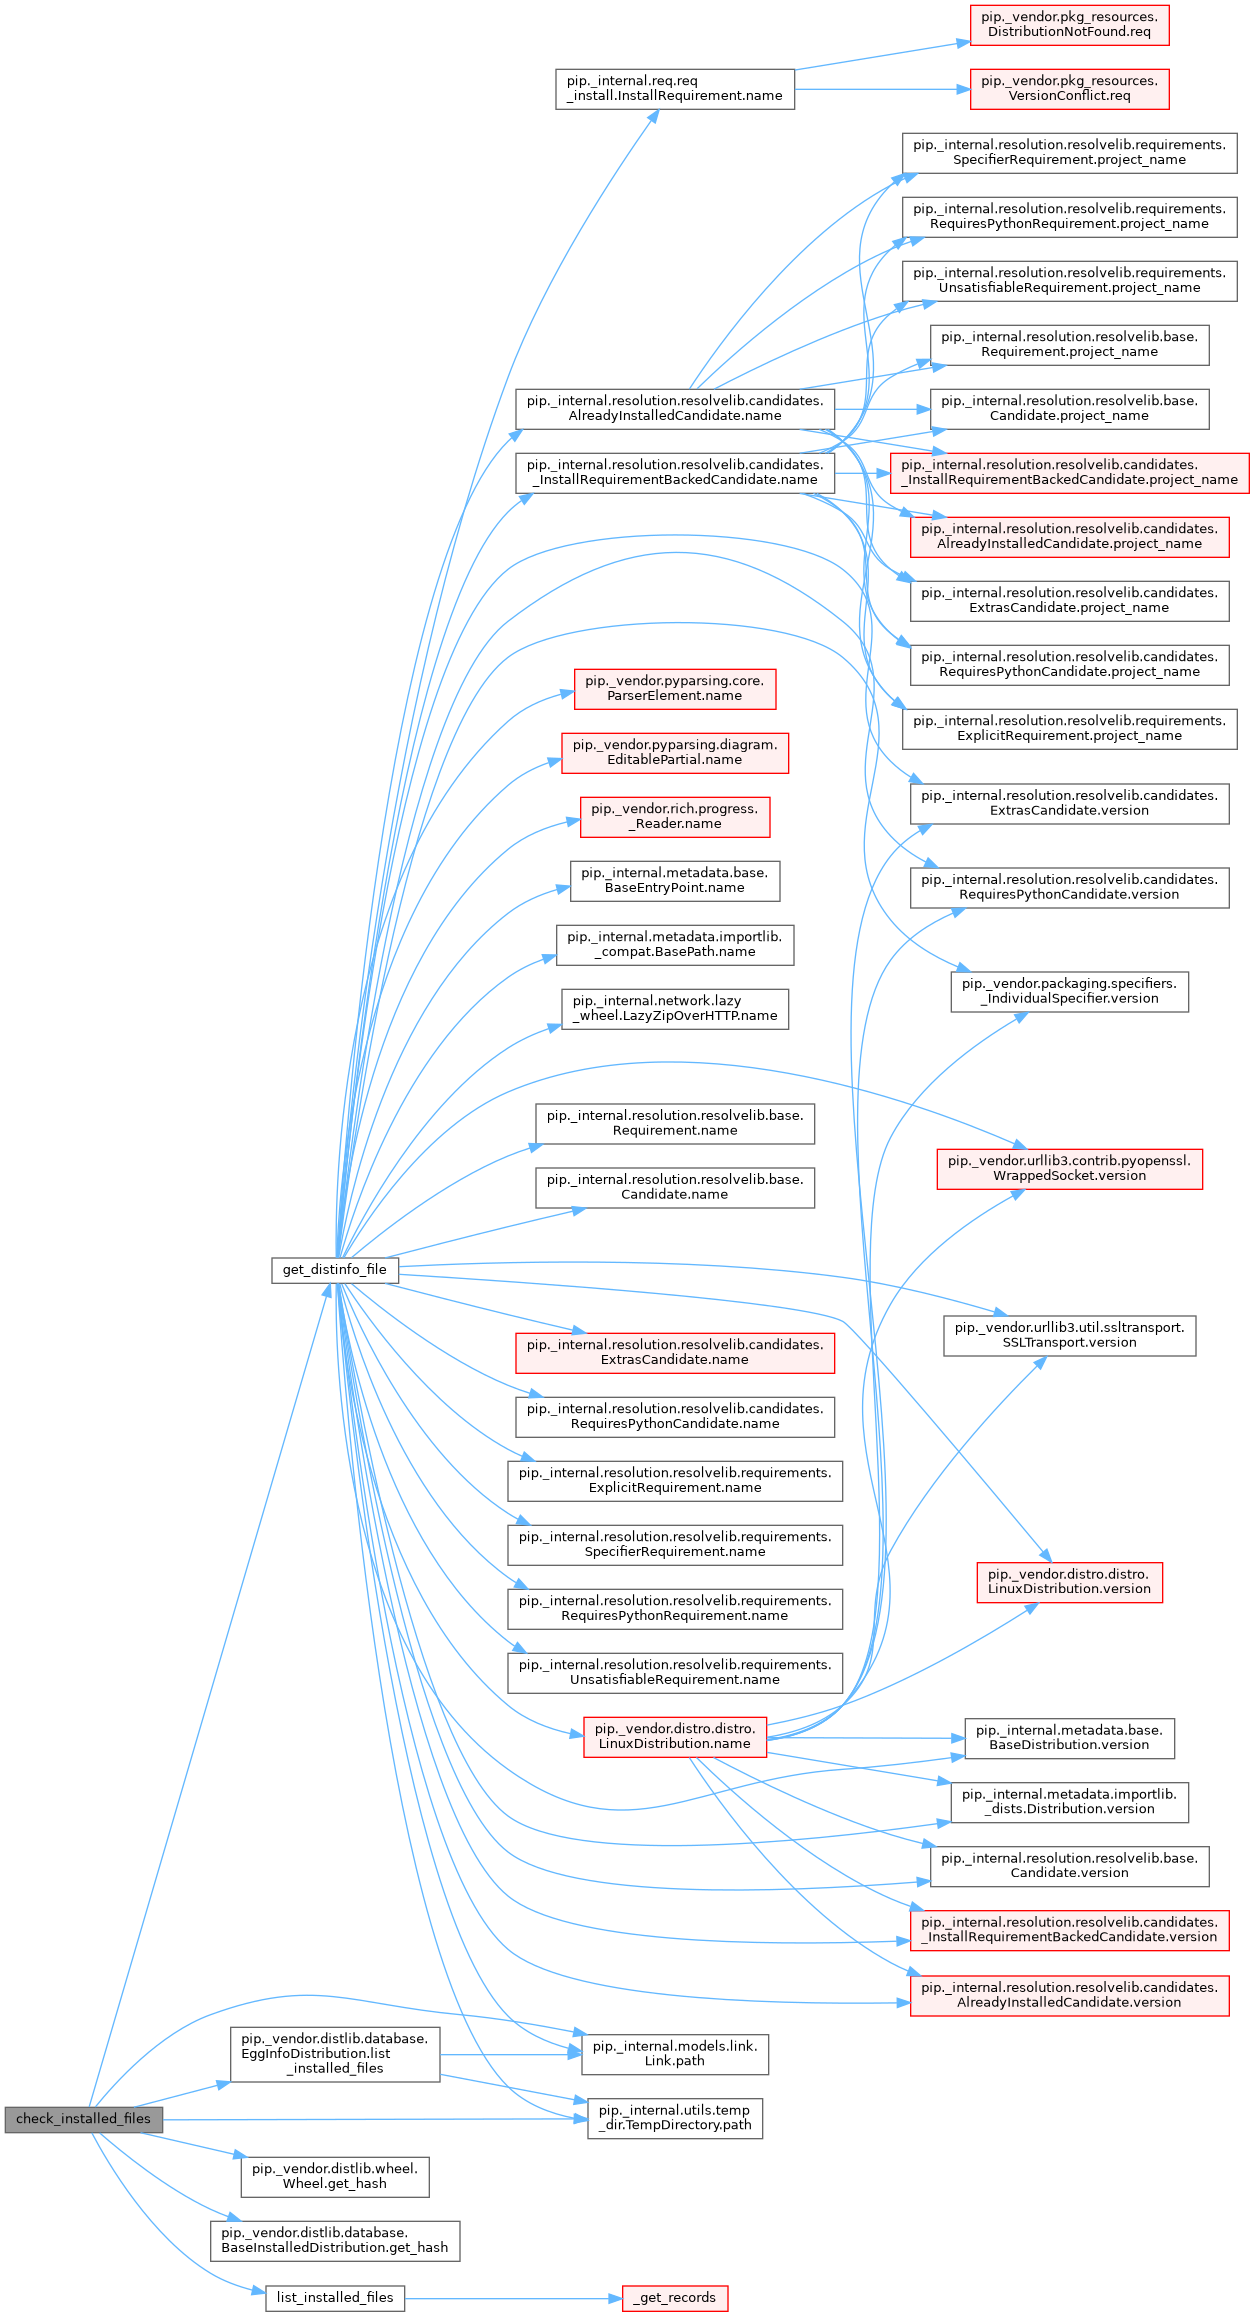 pip._vendor.pkg_resources.
DistributionNotFound.req
pip._internal.req.req
_install.InstallRequirement.name
pip._vendor.pkg_resources.
VersionConflict.req
pip._internal.resolution.resolvelib.requirements.
SpecifierRequirement.project_name
pip._internal.resolution.resolvelib.requirements.
RequiresPythonRequirement.project_name
pip._internal.resolution.resolvelib.requirements.
UnsatisfiableRequirement.project_name
pip._internal.resolution.resolvelib.base.
Requirement.project_name
pip._internal.resolution.resolvelib.candidates.
AlreadyInstalledCandidate.name
pip._internal.resolution.resolvelib.base.
Candidate.project_name
pip._internal.resolution.resolvelib.candidates.
_InstallRequirementBackedCandidate.name
pip._internal.resolution.resolvelib.candidates.
_InstallRequirementBackedCandidate.project_name
pip._internal.resolution.resolvelib.candidates.
AlreadyInstalledCandidate.project_name
pip._internal.resolution.resolvelib.candidates.
ExtrasCandidate.project_name
pip._internal.resolution.resolvelib.candidates.
RequiresPythonCandidate.project_name
pip._vendor.pyparsing.core.
ParserElement.name
pip._internal.resolution.resolvelib.requirements.
ExplicitRequirement.project_name
pip._vendor.pyparsing.diagram.
EditablePartial.name
pip._internal.resolution.resolvelib.candidates.
ExtrasCandidate.version
pip._vendor.rich.progress.
_Reader.name
pip._internal.metadata.base.
BaseEntryPoint.name
pip._internal.resolution.resolvelib.candidates.
RequiresPythonCandidate.version
pip._internal.metadata.importlib.
_compat.BasePath.name
pip._vendor.packaging.specifiers.
_IndividualSpecifier.version
pip._internal.network.lazy
_wheel.LazyZipOverHTTP.name
pip._internal.resolution.resolvelib.base.
Requirement.name
pip._vendor.urllib3.contrib.pyopenssl.
WrappedSocket.version
pip._internal.resolution.resolvelib.base.
Candidate.name
get_distinfo_file
pip._vendor.urllib3.util.ssltransport.
SSLTransport.version
pip._internal.resolution.resolvelib.candidates.
ExtrasCandidate.name
pip._internal.resolution.resolvelib.candidates.
RequiresPythonCandidate.name
pip._internal.resolution.resolvelib.requirements.
ExplicitRequirement.name
pip._internal.resolution.resolvelib.requirements.
SpecifierRequirement.name
pip._vendor.distro.distro.
LinuxDistribution.version
pip._internal.resolution.resolvelib.requirements.
RequiresPythonRequirement.name
pip._internal.resolution.resolvelib.requirements.
UnsatisfiableRequirement.name
pip._vendor.distro.distro.
LinuxDistribution.name
pip._internal.metadata.base.
BaseDistribution.version
pip._internal.metadata.importlib.
_dists.Distribution.version
pip._internal.resolution.resolvelib.base.
Candidate.version
pip._internal.resolution.resolvelib.candidates.
_InstallRequirementBackedCandidate.version
pip._internal.resolution.resolvelib.candidates.
AlreadyInstalledCandidate.version
pip._vendor.distlib.database.
EggInfoDistribution.list
_installed_files
pip._internal.models.link.
Link.path
check_installed_files
pip._internal.utils.temp
_dir.TempDirectory.path
pip._vendor.distlib.wheel.
Wheel.get_hash
pip._vendor.distlib.database.
BaseInstalledDistribution.get_hash
list_installed_files
_get_records